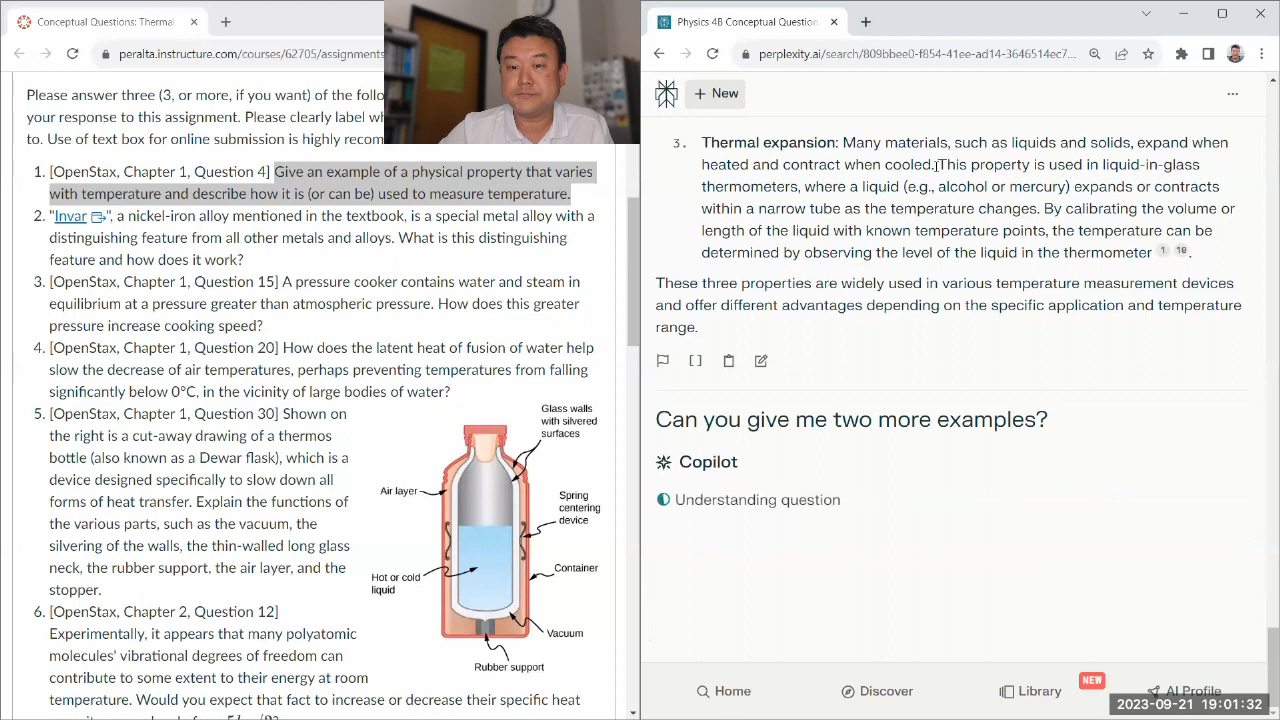 Conceptual Questions: Thermal
peralta.instructure.com/courses/62705/assignments
Please answer three (3, or more, if you want) of the follo
your response to this assignment. Please clearly label wh
to. Use of text box for online submission is highly recom
1. [OpenStax, Chapter 1, Question 4] Give an example of a physical property that varies
with temperature and describe how it is (or can be) used to measure temperature.
2. "Invar", a nickel-iron alloy mentioned in the textbook, is a special metal alloy with a
distinguishing feature from all other metals and alloys. What is this distinguishing
feature and how does it work?
3. [OpenStax, Chapter 1, Question 15] A pressure cooker contains water and steam in
equilibrium at a pressure greater than atmospheric pressure. How does this greater
pressure increase cooking speed?
4. [OpenStax, Chapter 1, Question 20] How does the latent heat of fusion of water help
slow the decrease of air temperatures, perhaps preventing temperatures from falling
significantly below 0°C, in the vicinity of large bodies of water?
5. [OpenStax, Chapter 1, Question 30] Shown on
the right is a cut-away drawing of a thermos
bottle (also known as a Dewar flask), which is a
device designed specifically to slow down all
forms of heat transfer. Explain the functions of
the various parts, such as the vacuum, the
silvering of the walls, the thin-walled long glass
neck, the rubber support, the air layer, and the
stopper.
Glass walls
with silvered
surfaces
Air layer
Spring
centering
device
Hot or cold
liquid
Container
Vacuum
Rubber support
6. [OpenStax, Chapter 2, Question 12]
Experimentally, it appears that many polyatomic
molecules' vibrational degrees of freedom can
contribute to some extent to their energy at room
temperature. Would you expect that fact to increase or decrease their specific heat
Physics 4B Conceptual Question
perplexity.ai/search/809bbee0-f854-41ee-ad14-3646514ec7...
New
3. Thermal expansion: Many materials, such as liquids and solids, expand when
heated and contract when cooled. This property is used in liquid-in-glass
thermometers, where a liquid (e.g., alcohol or mercury) expands or contracts
within a narrow tube as the temperature changes. By calibrating the volume or
length of the liquid with known temperature points, the temperature can be
determined by observing the level of the liquid in the thermometer 1 10.
These three properties are widely used in various temperature measurement devices
and offer different advantages depending on the specific application and temperature
range.
Can you give me two more examples?
Copilot
Understanding question
Home
Discover
Library
NEW
AI Profile
2023-09-21 19:01:32